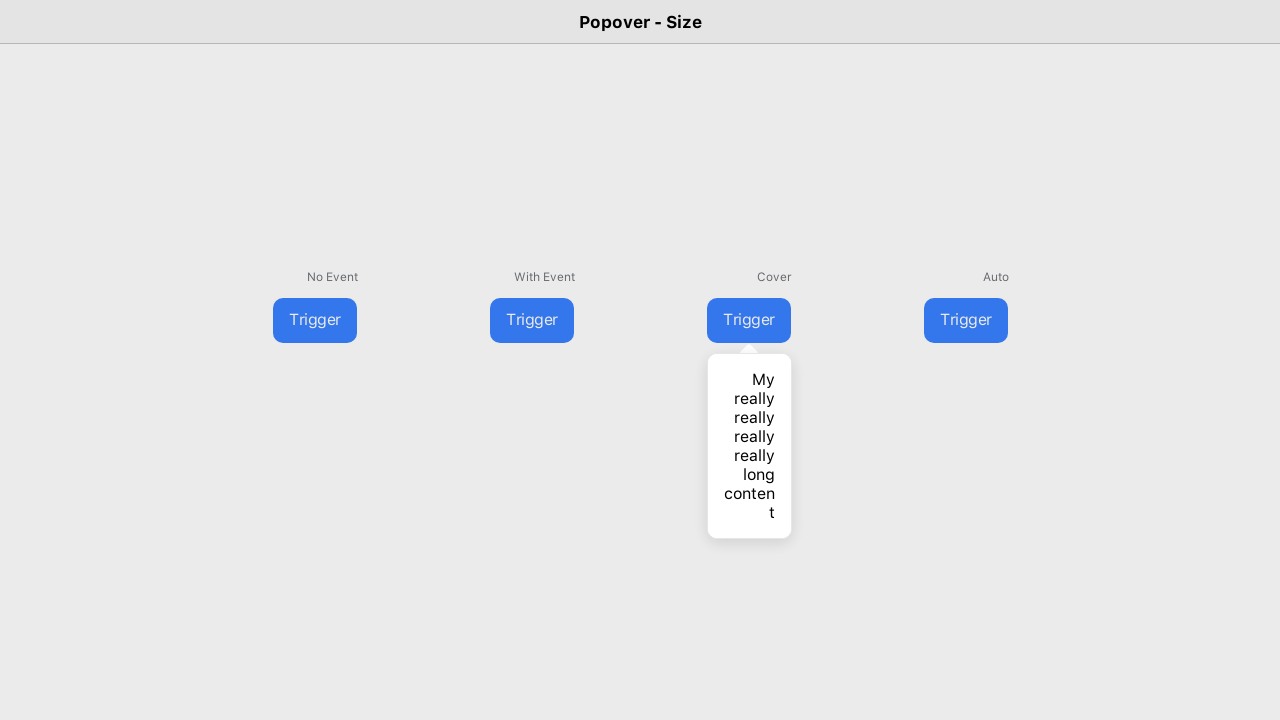 Popover - Size
No Event
With Event
Cover
Auto
Trigger
Trigger
Trigger
Trigger
My
really
really
really
really
long
conten
t